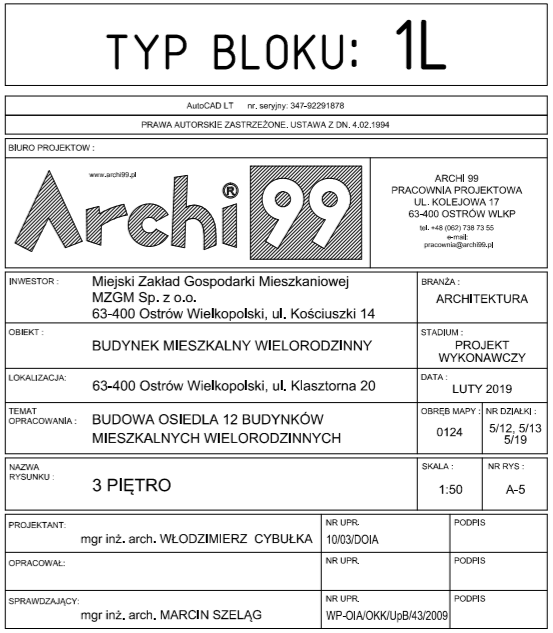 TYP BLOKU: 1L
AutoCAD LT nr. seryjny: 347-92291878
PRAWA AUTORSKIE ZASTRZEŻONE. USTAWA Z DN. 4.02.1994
BIURO PROJEKTOW :
www.archi99.pl
Archi 99 ®
ARCHI 99
PRACOWNIA PROJEKTOWA
UL. KOLEJOWA 17
63-400 OSTRÓW WLKP
tel. +48 (062) 738 73 55
e-mail:
pracownia@archi99.pl
INWESTOR :
Miejski Zakład Gospodarki Mieszkaniowej
MZGM Sp. z o.o.
63-400 Ostrów Wielkopolski, ul. Kościuszki 14
BRANŻA :
ARCHITEKTURA
OBIEKT :
BUDYNEK MIESZKALNY WIELORODZINNY
STADIUM :
PROJEKT
WYKONAWCZY
LOKALIZACJA:
63-400 Ostrów Wielkopolski, ul. Klasztorna 20
DATA :
LUTY 2019
TEMAT
OPRACOWANIA :
BUDOWA OSIEDLA 12 BUDYNKÓW
MIESZKALNYCH WIELORODZINNYCH
OBRĘB MAPY :
0124
NR DZIAŁKI :
5/12, 5/13
5/19
NAZWA
RYSUNKU :
3 PIĘTRO
SKALA :
1:50
NR RYS :
A-5
PROJEKTANT:
mgr inż. arch. WŁODZIMIERZ CYBUŁKA
NR UPR.
10/03/DOIA
PODPIS
OPRACOWAŁ:
NR UPR.
PODPIS
SPRAWDZAJĄCY:
mgr inż. arch. MARCIN SZELĄG
NR UPR.
WP-OIA/OKK/UpB/43/2009
PODPIS